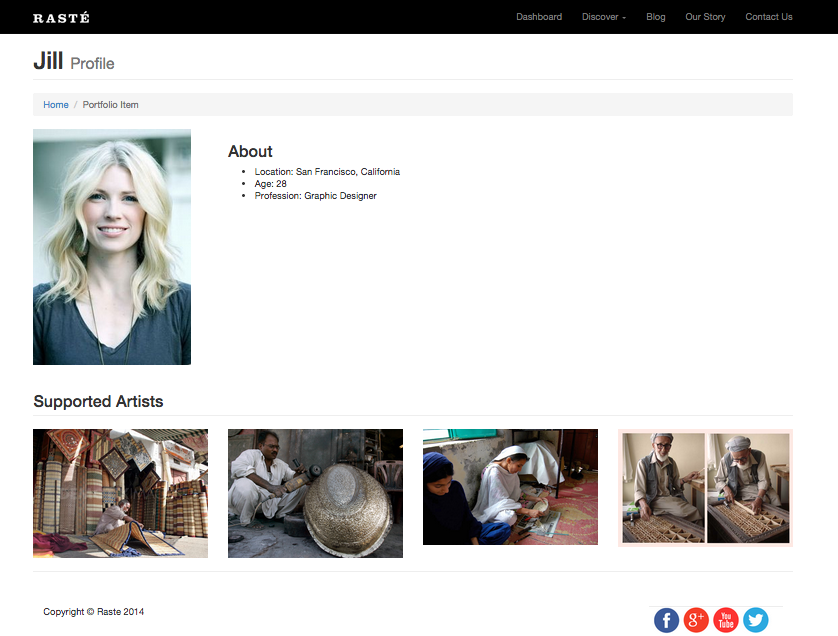 RASTÉ
Dashboard Discover Blog Our Story Contact Us
Jill Profile
Home / Portfolio Item
About
• Location: San Francisco, California
• Age: 28
• Profession: Graphic Designer
Supported Artists
Copyright © Raste 2014
f g+ You Tube